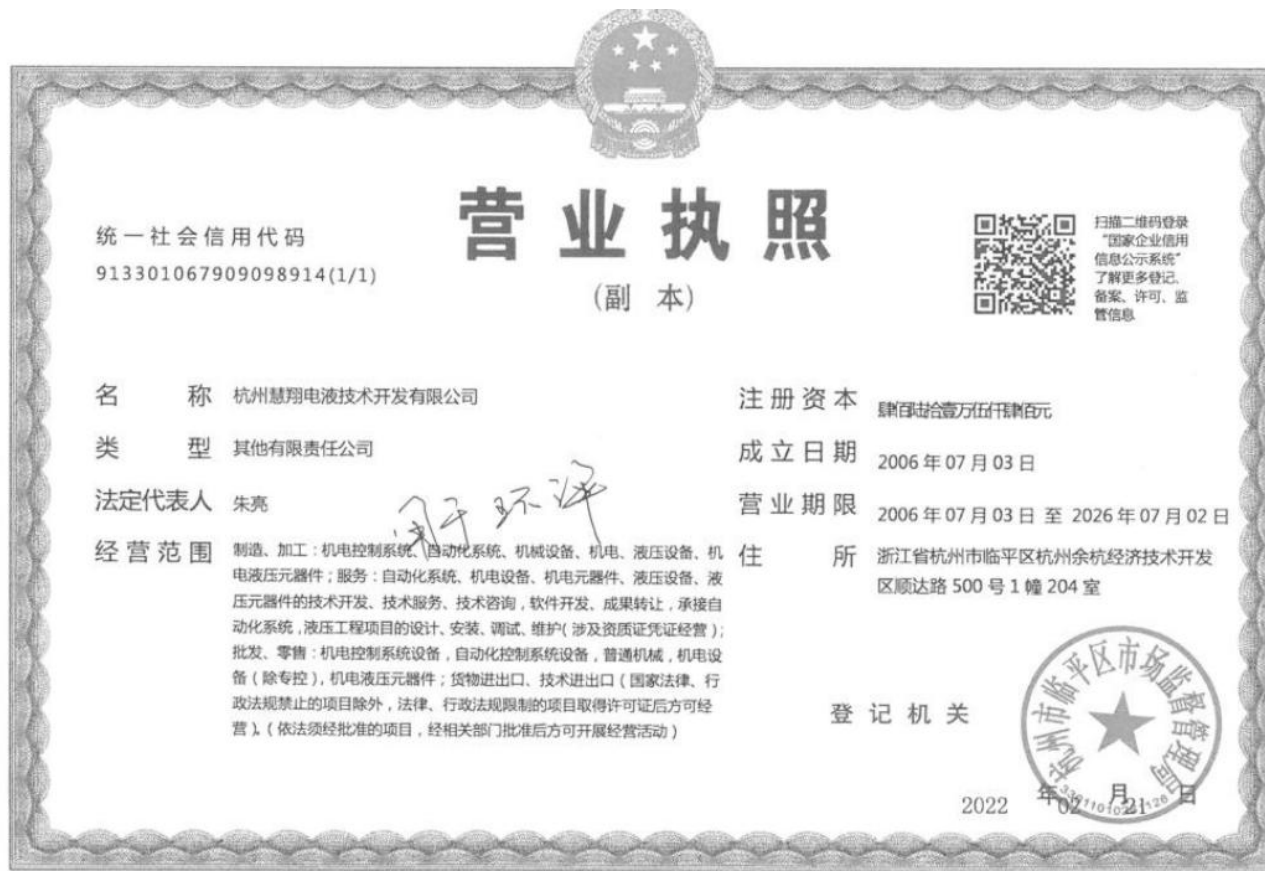 营业执照
(副 本)
统一社会信用代码
913301067909098914(1/1)
扫描二维码登录
“国家企业信用
信息公示系统”
了解更多登记、
备案、许可、监
管信息
名 称 杭州慧翔电液技术开发有限公司
类 型 其他有限责任公司
法定代表人 朱亮
经营范围 制造、加工：机电控制系统、自动化系统、机械设备、机电、液压设备、机
电液压元器件；服务：自动化系统、机电设备、机电元器件、液压设备、液
压元器件的技术开发、技术服务、技术咨询，软件开发、成果转让，承接自
动化系统，液压工程项目的设计、安装、调试、维护（涉及资质证凭证经营）；
批发、零售：机电控制系统设备，自动化控制系统设备，普通机械，机电设
备（除专控），机电液压元器件；货物进出口、技术进出口（国家法律、行
政法规禁止的项目除外，法律、行政法规限制的项目取得许可证后方可经
营）。（依法须经批准的项目，经相关部门批准后方可开展经营活动）
注册资本 肆佰陆拾壹万伍仟肆佰元
成立日期 2006年07月03日
营业期限 2006年07月03日 至 2026年07月02日
住 所 浙江省杭州市临平区杭州余杭经济技术开发
区顺达路500号1幢204室
登记机关
杭州市临平区市场监督管理局
2022 年 02 月 21 日